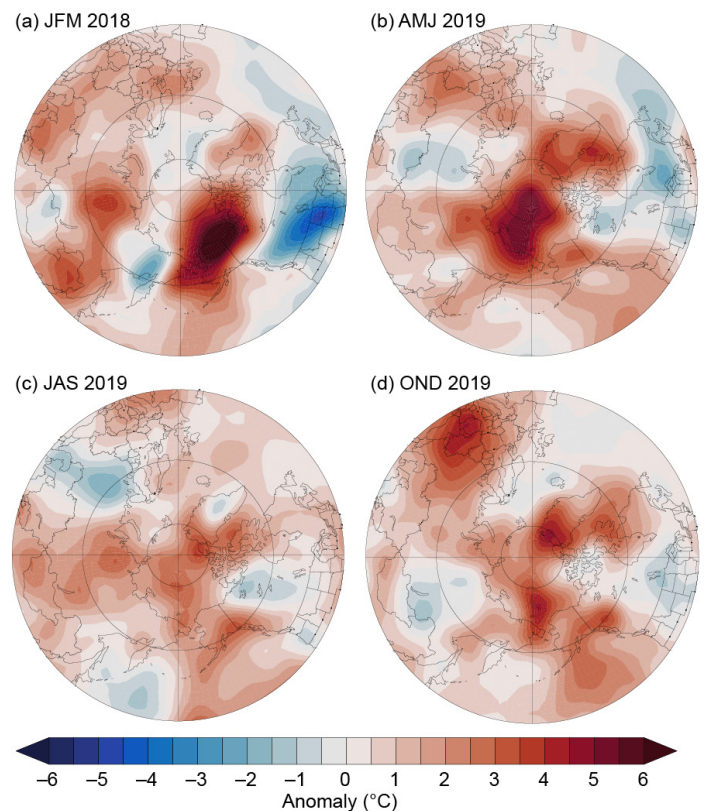 (a) JFM 2018
(b) AMJ 2019
(c) JAS 2019
(d) OND 2019
–6 –5 –4 –3 –2 –1 0 1 2 3 4 5 6
Anomaly (°C)